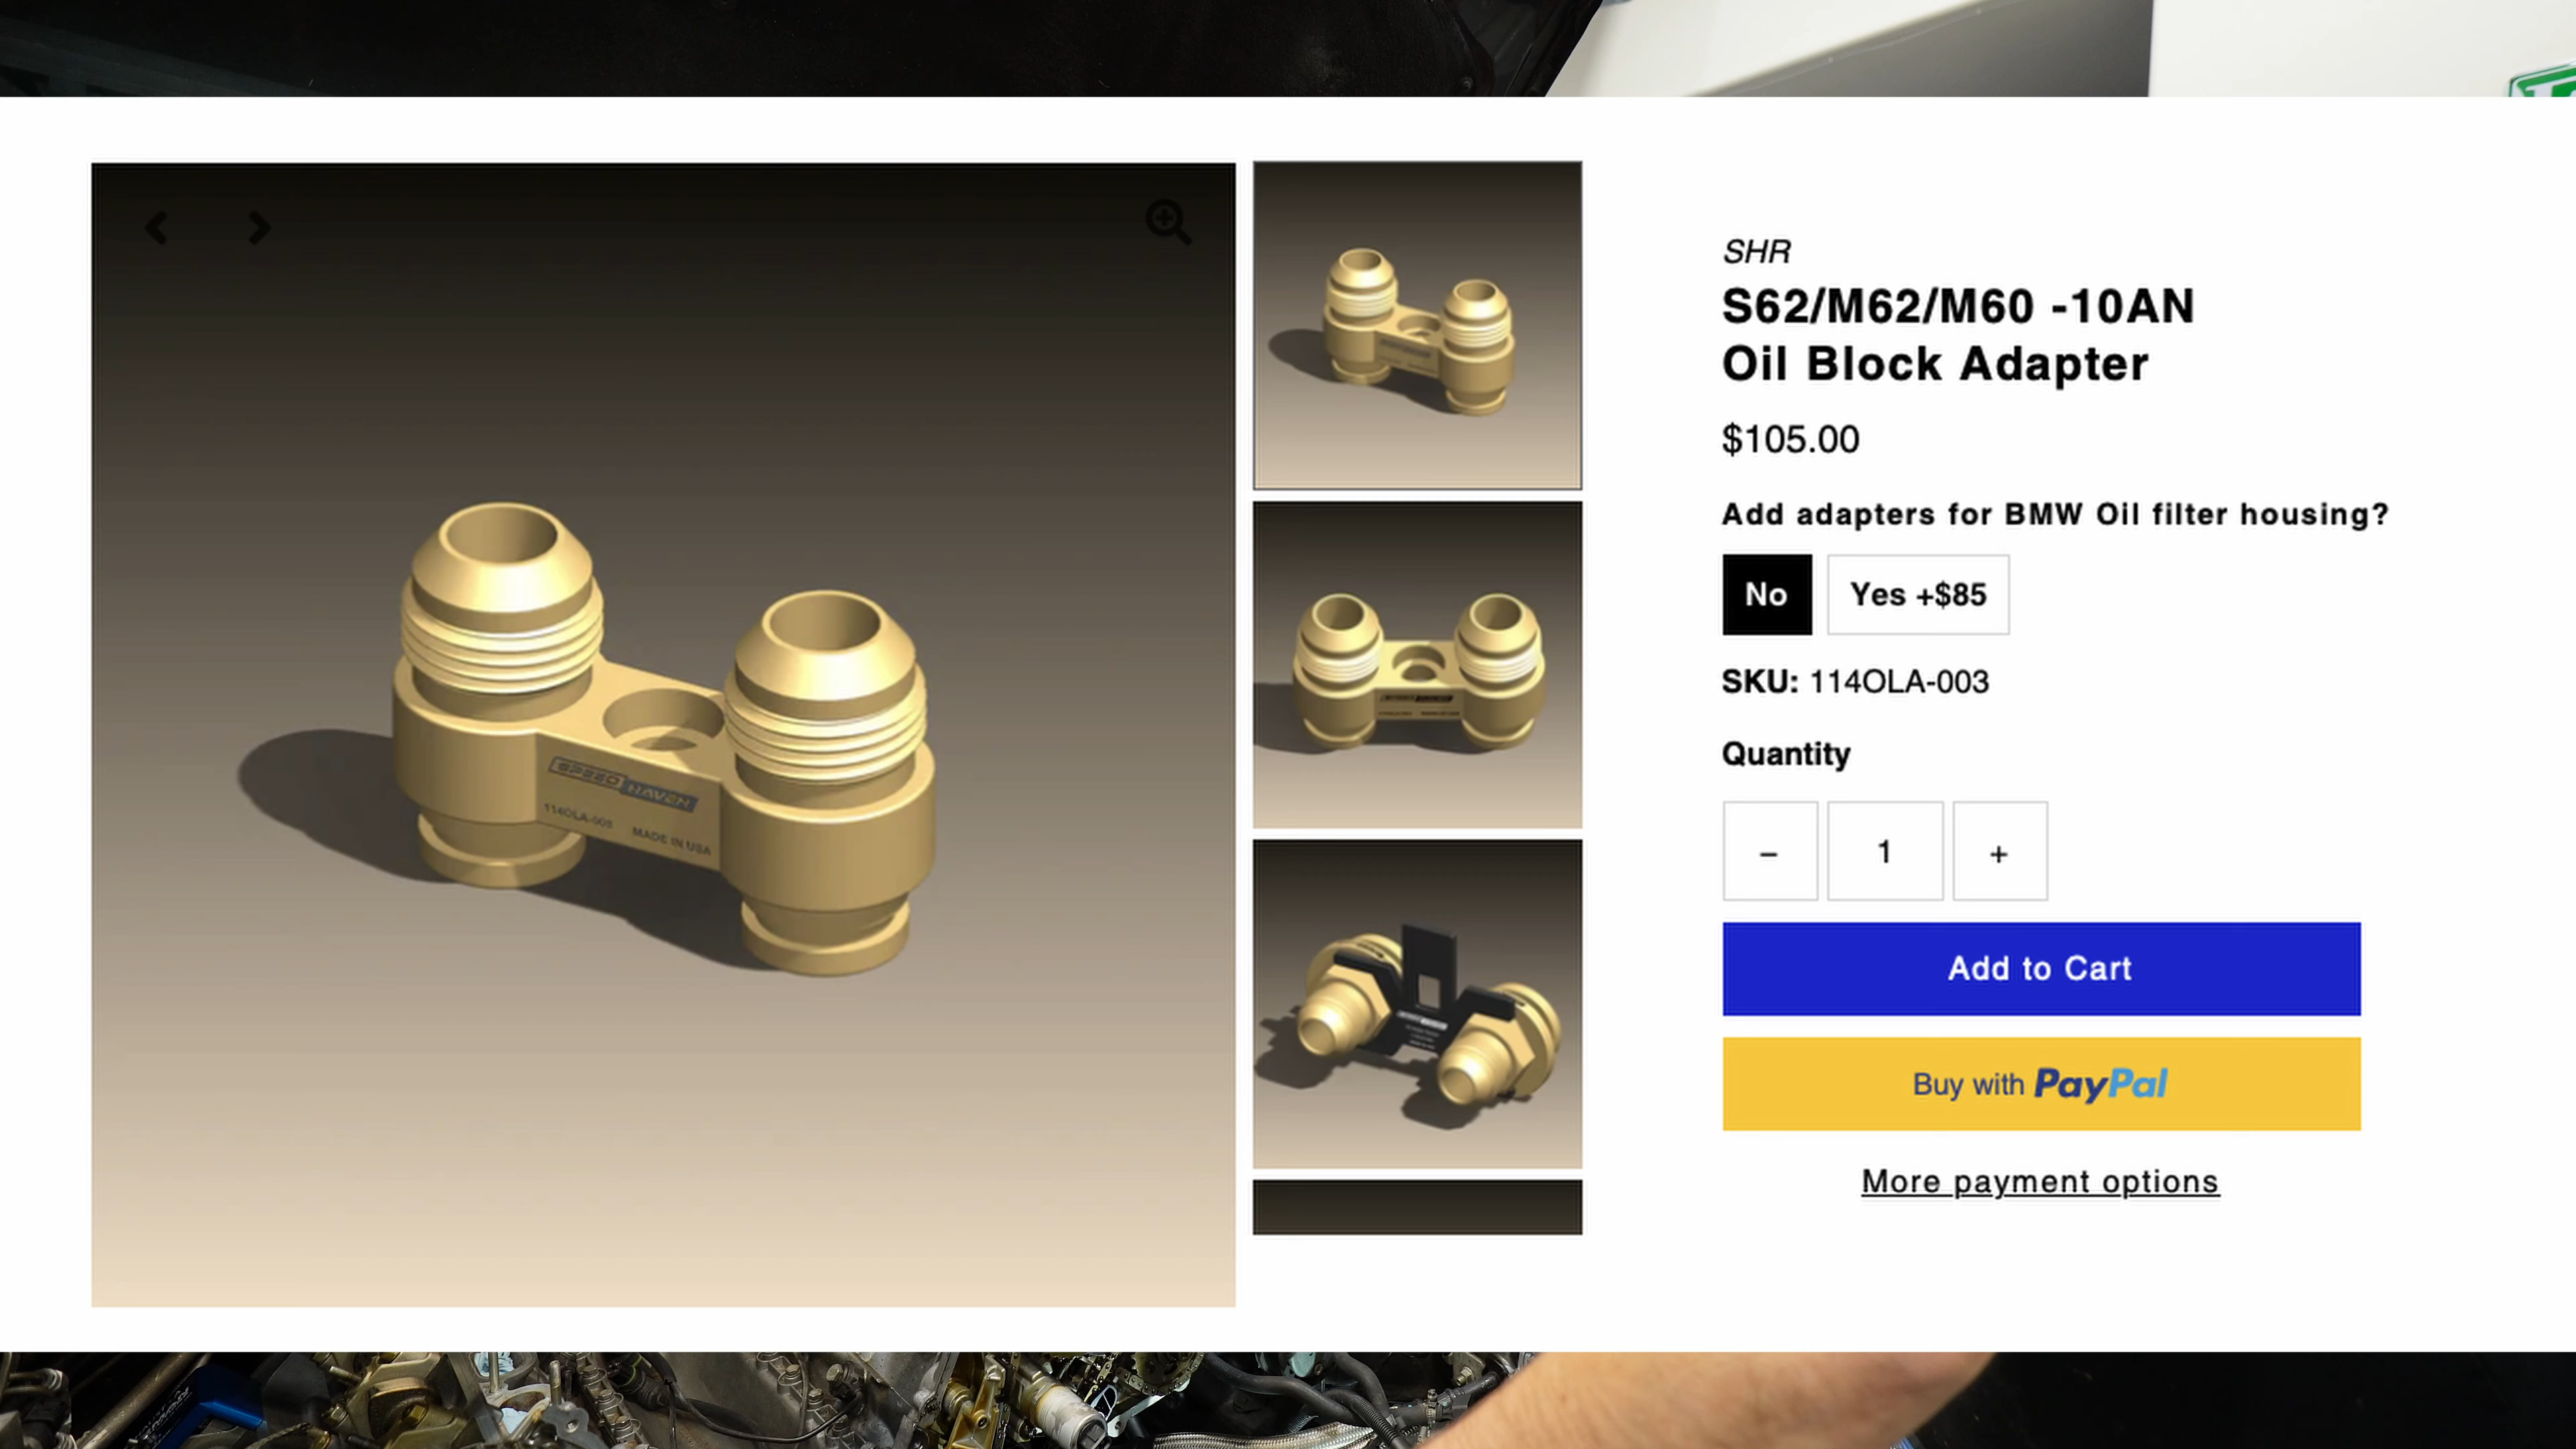 SPEED HAVEN
114OLA-003 MADE IN USA
SHR
S62/M62/M60 -10AN
Oil Block Adapter
$105.00
Add adapters for BMW Oil filter housing?
No
Yes +$85
SKU: 114OLA-003
Quantity
– 1 +
Add to Cart
Buy with PayPal
More payment options